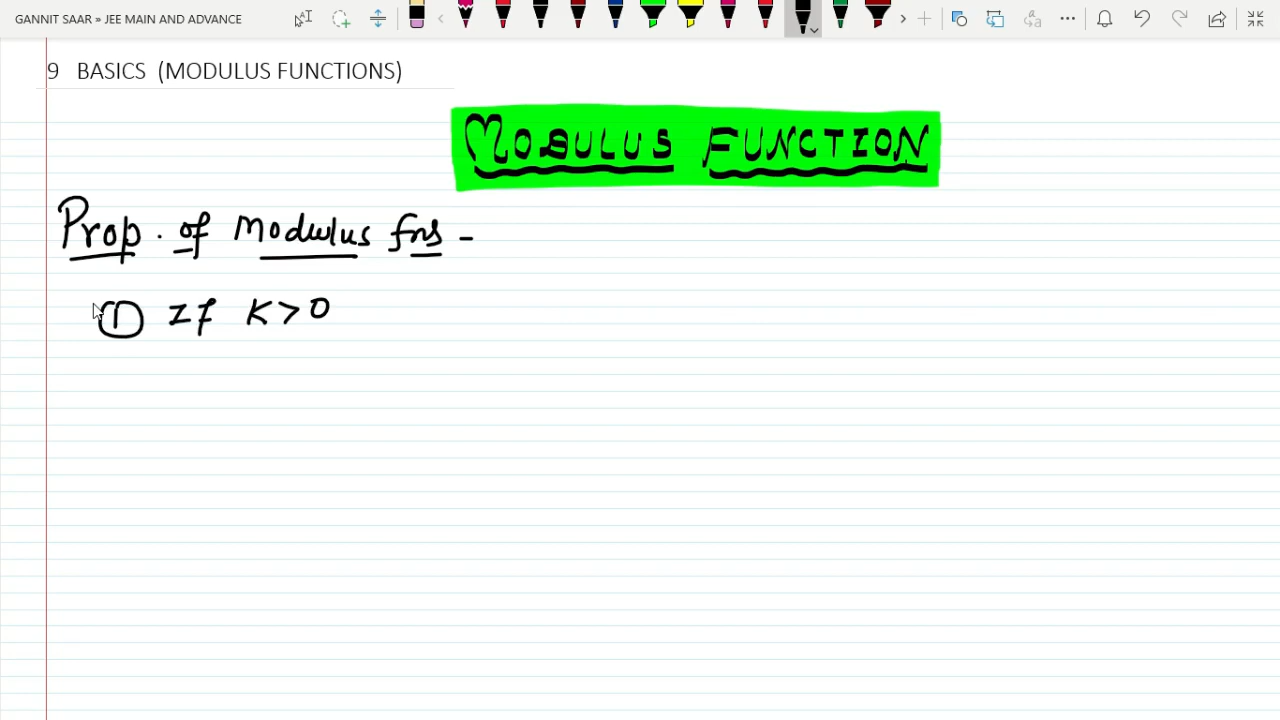 GANNIT SAAR » JEE MAIN AND ADVANCE
9 BASICS (MODULUS FUNCTIONS)
MODULUS FUNCTION
Prop. of Modulus fns -
① If K > 0